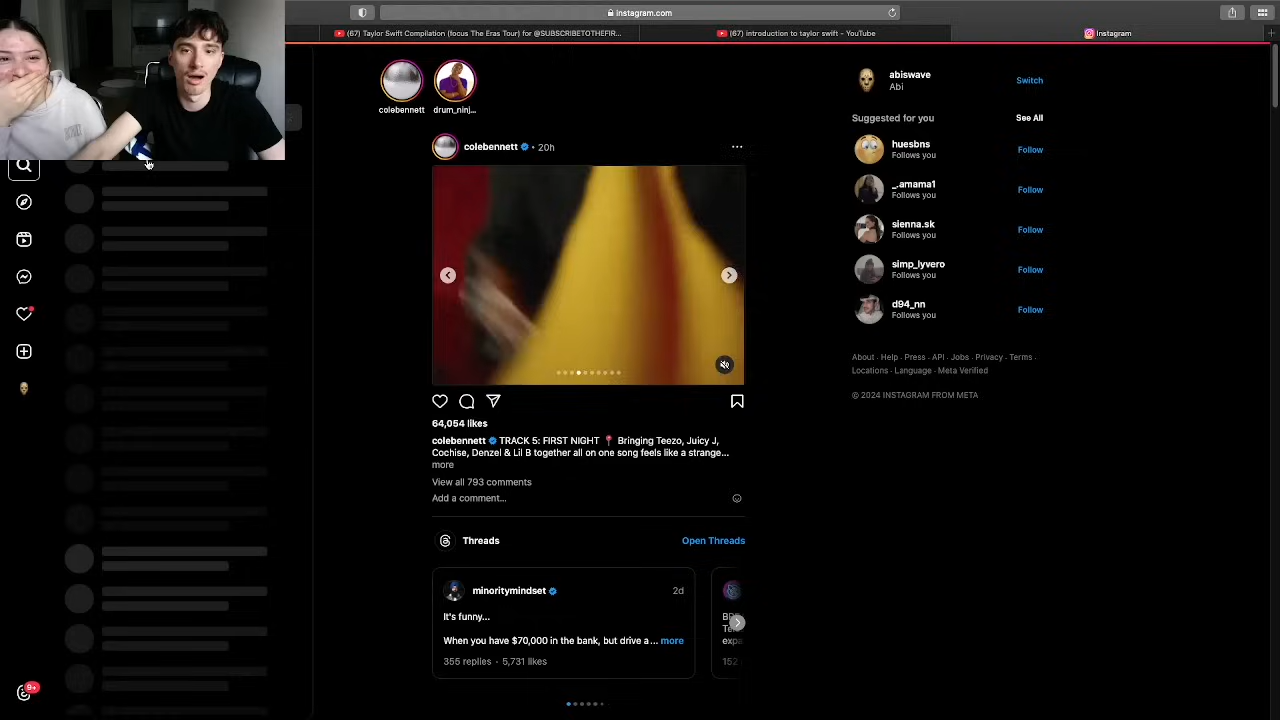 instagram.com
(67) Taylor Swift Compilation (focus The Eras Tour) for @SUBSCRIBETOTHEFIR...
(67) introduction to taylor swift - YouTube
Instagram
colebennett
drum_ninj...
colebennett • 20h
64,054 likes
colebennett TRACK 5: FIRST NIGHT 📍 Bringing Teezo, Juicy J,
Cochise, Denzel & Lil B together all on one song feels like a strange...
more
View all 793 comments
Add a comment...
Threads
Open Threads
minoritymindset
2d
It's funny...
When you have $70,000 in the bank, but drive a... more
355 replies • 5,731 likes
152
9+
abiswave
Abi
Switch
Suggested for you
See All
huesbns
Follows you
Follow
_.amama1
Follows you
Follow
sienna.sk
Follows you
Follow
simp_lyvero
Follows you
Follow
d94_nn
Follows you
Follow
About · Help · Press · API · Jobs · Privacy · Terms ·
Locations · Language · Meta Verified
© 2024 INSTAGRAM FROM META